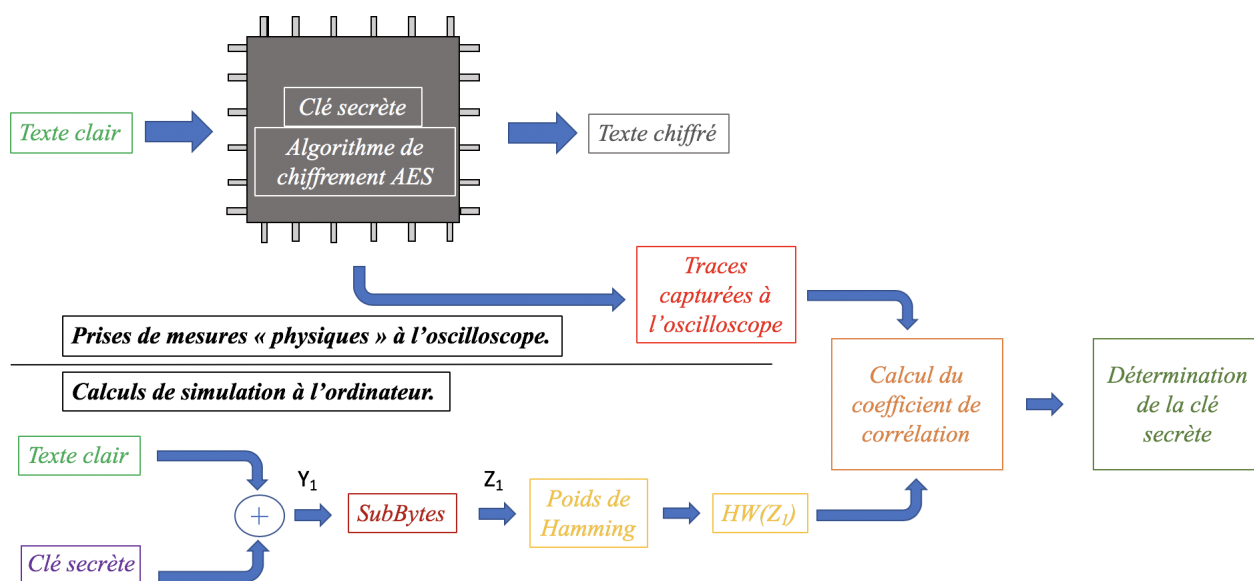 Clé secrète
Texte clair
Algorithme de
chiffrement AES
Texte chiffré
Traces
capturées à
l'oscilloscope
Prises de mesures « physiques » à l'oscilloscope.
Calculs de simulation à l'ordinateur.
Calcul du
coefficient de
corrélation
Détermination
de la clé
secrète
Texte clair
+
Y₁
SubBytes
Z₁
Poids de
Hamming
HW(Z₁)
Clé secrète